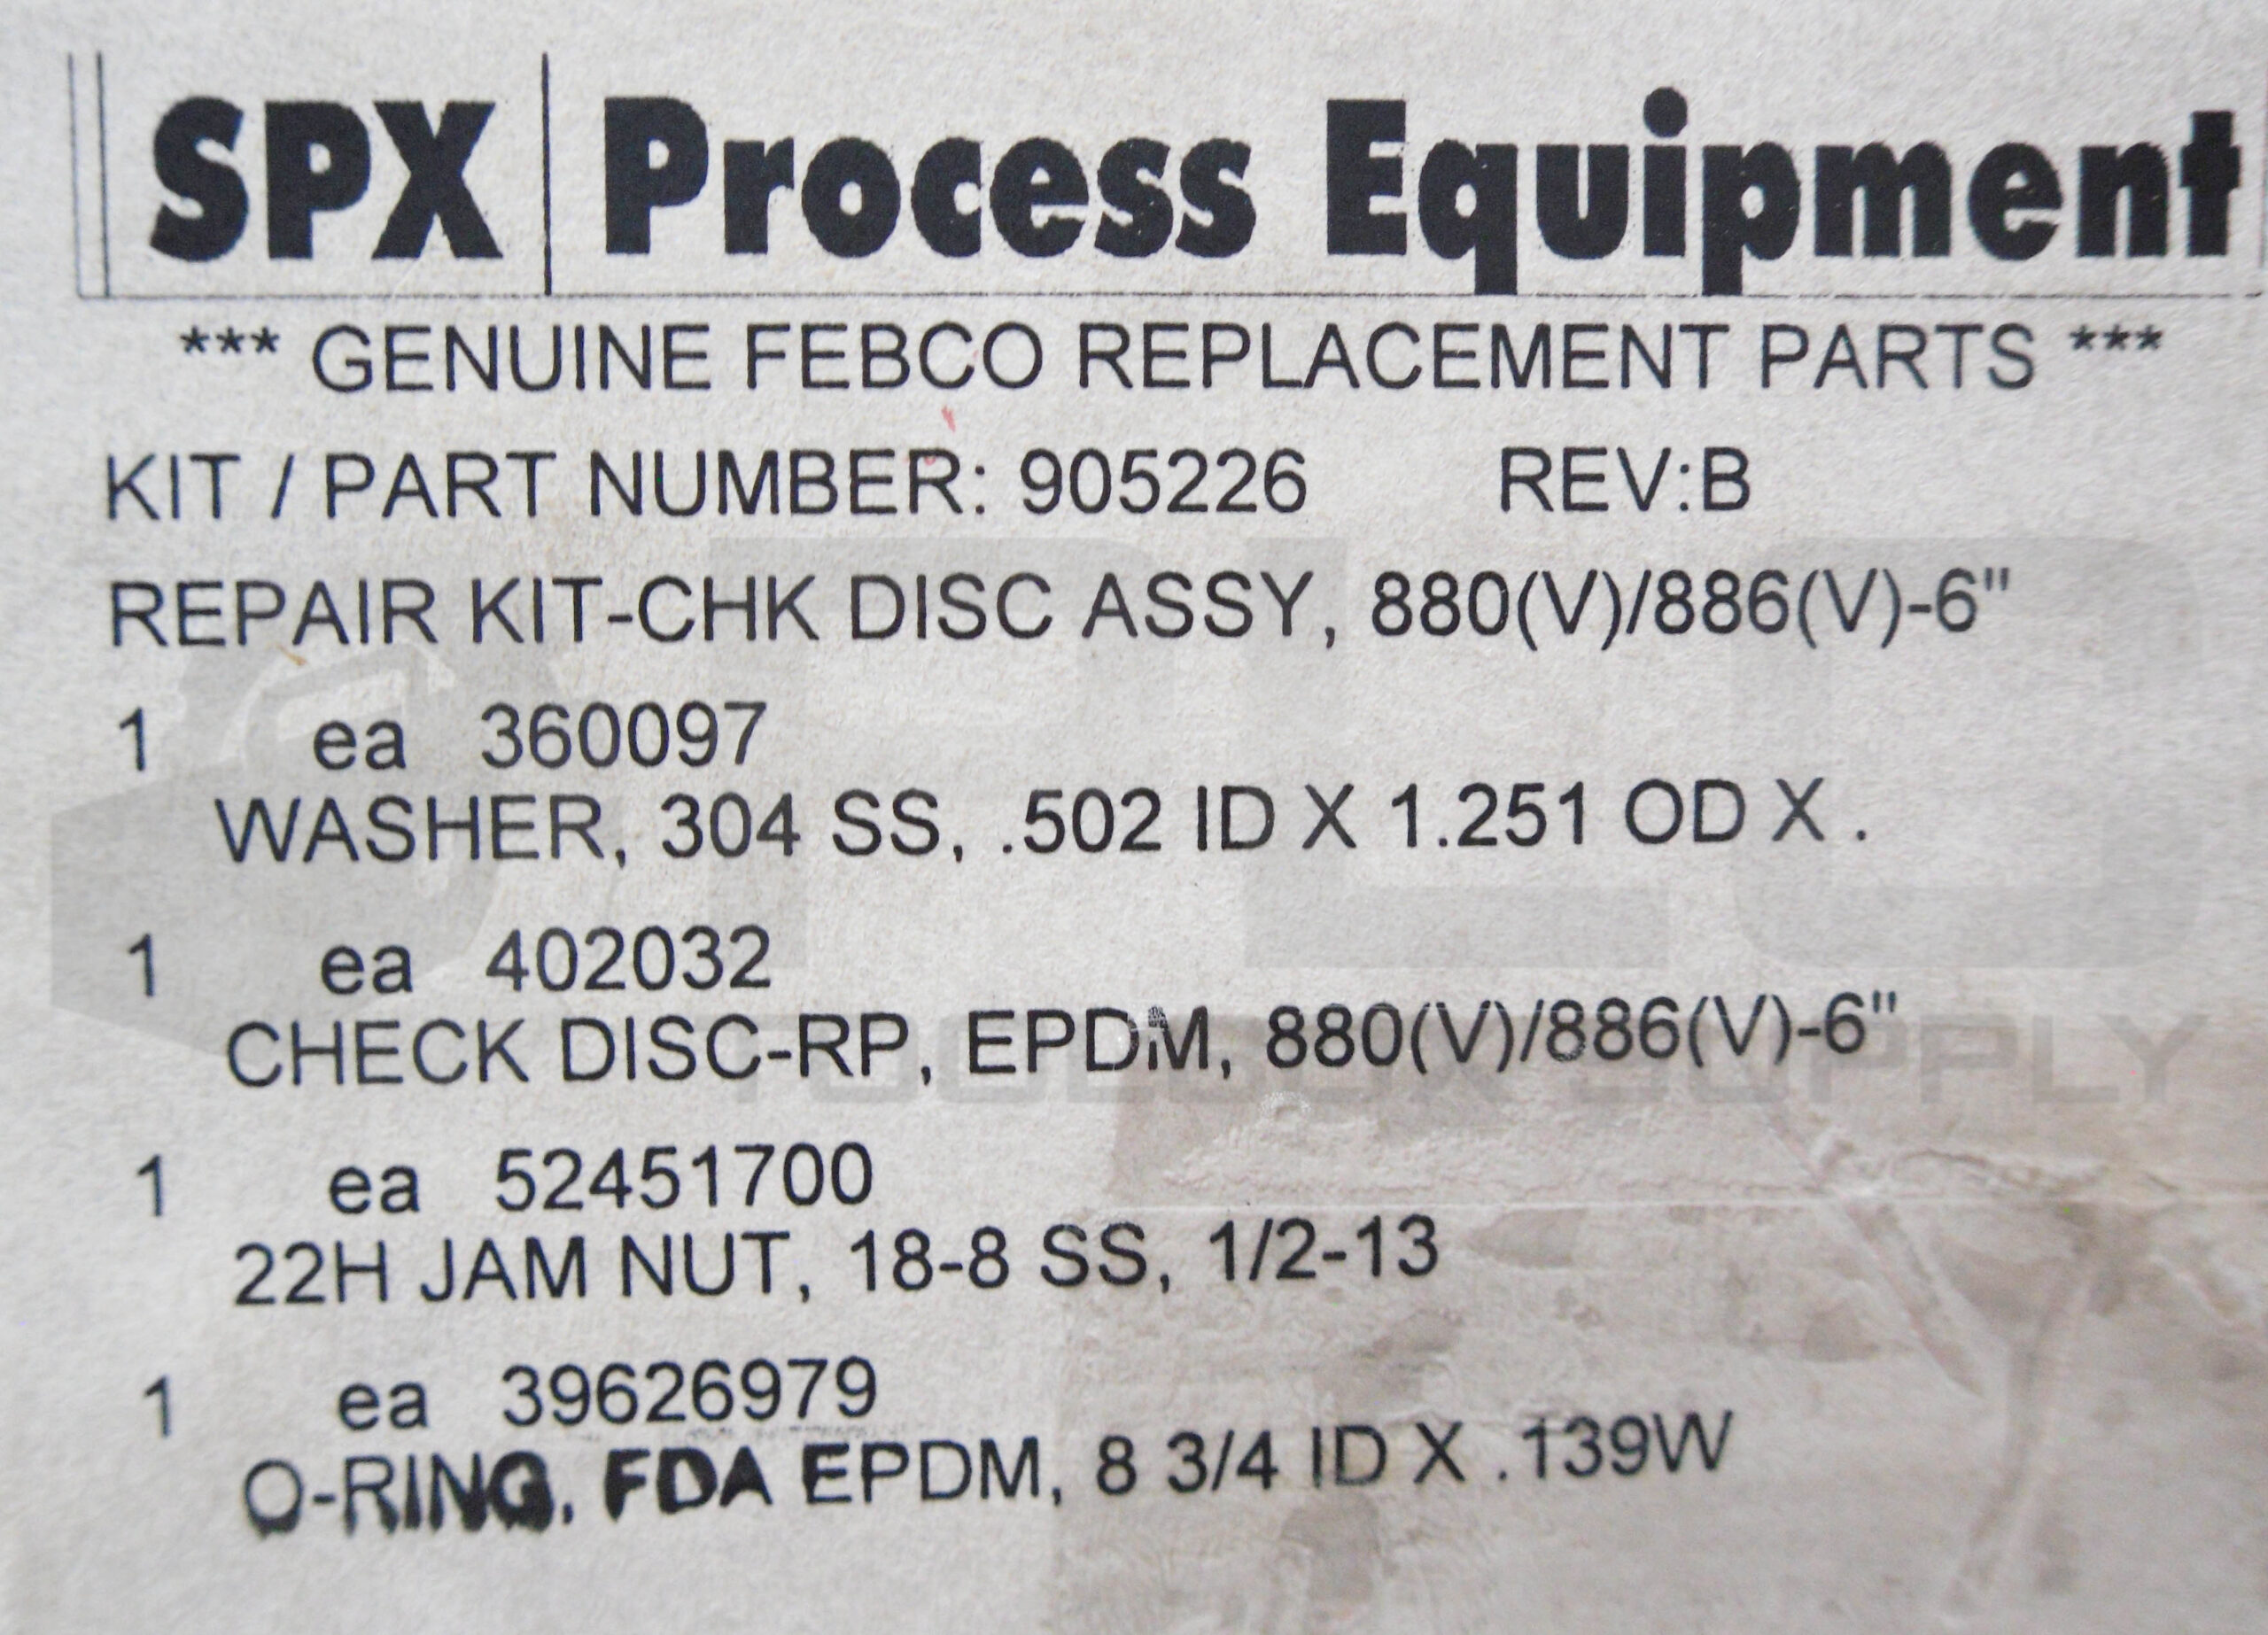 SPX Process Equipment
*** GENUINE FEBCO REPLACEMENT PARTS ***
KIT / PART NUMBER: 905226 REV:B
REPAIR KIT-CHK DISC ASSY, 880(V)/886(V)-6"
1 ea 360097
WASHER, 304 SS, .502 ID X 1.251 OD X .
1 ea 402032
CHECK DISC-RP, EPDM, 880(V)/886(V)-6"
1 ea 52451700
22H JAM NUT, 18-8 SS, 1/2-13
1 ea 39626979
O-RING, FDA EPDM, 8 3/4 ID X .139W